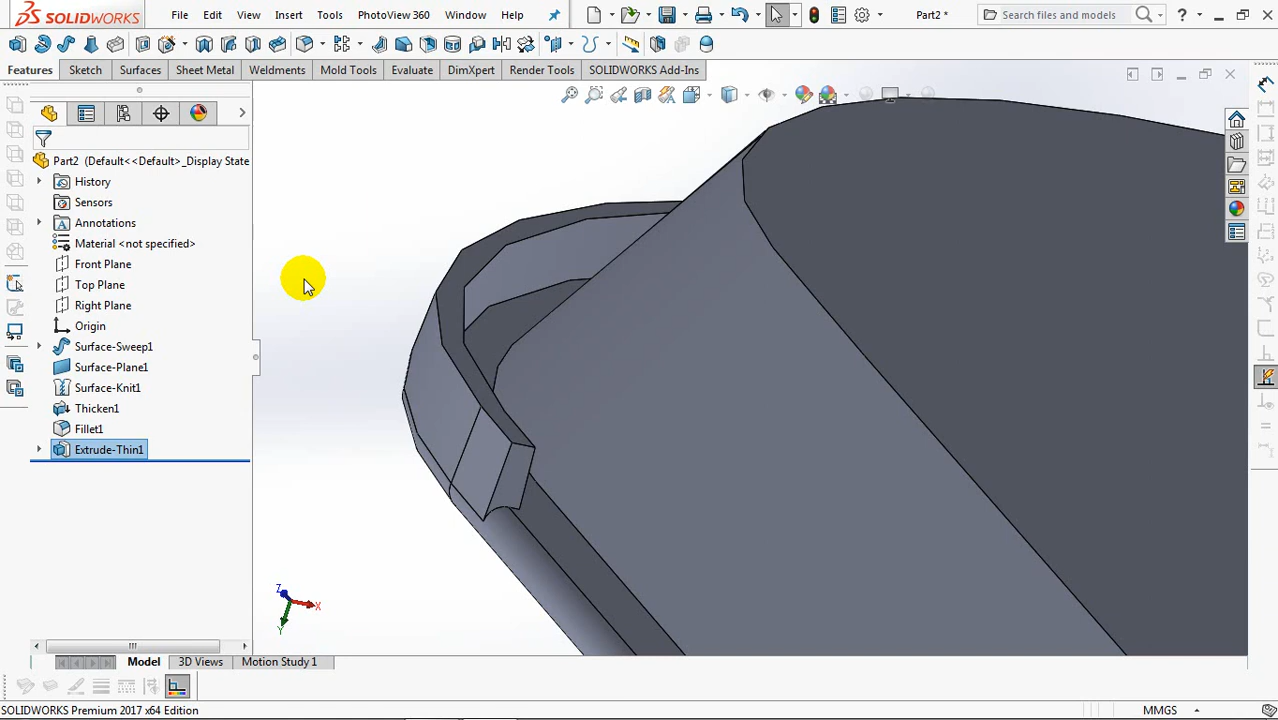 SOLIDWORKS File Edit View Insert Tools PhotoView 360 Window Help Part2 * Search files and models ?
Features Sketch Surfaces Sheet Metal Weldments Mold Tools Evaluate DimXpert Render Tools SOLIDWORKS Add-Ins
Part2 (Default<<Default>_Display State
History
Sensors
Annotations
Material <not specified>
Front Plane
Top Plane
Right Plane
Origin
Surface-Sweep1
Surface-Plane1
Surface-Knit1
Thicken1
Fillet1
Extrude-Thin1
Z
X
Y
Model 3D Views Motion Study 1
SOLIDWORKS Premium 2017 x64 Edition MMGS